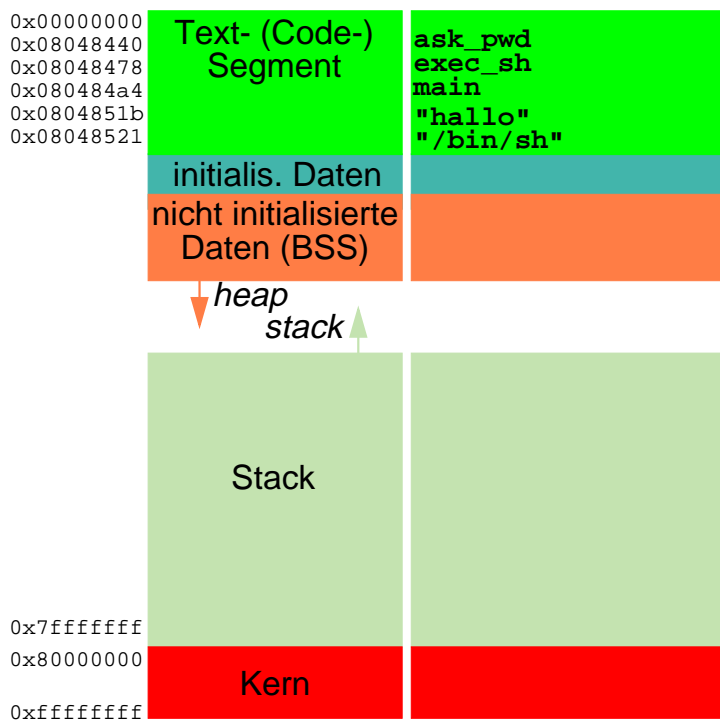 0x00000000
0x08048440
0x08048478
0x080484a4
0x0804851b
0x08048521
Text- (Code-)
Segment
ask_pwd
exec_sh
main
"hallo"
"/bin/sh"
initialis. Daten
nicht initialisierte
Daten (BSS)
heap
stack
Stack
0x7fffffff
0x80000000
Kern
0xffffffff